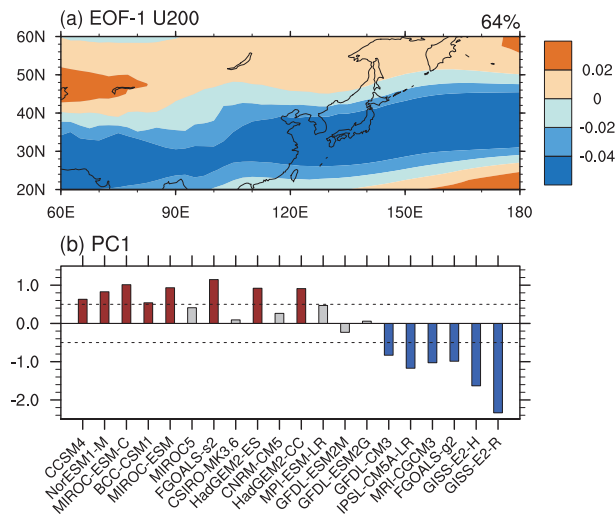 (a) EOF-1 U200 64%
60N
50N
40N
30N
20N
60E 90E 120E 150E 180
0.02
0
-0.02
-0.04
(b) PC1
1.0
0.0
-1.0
-2.0
CCSM4
NorESM1-M
MIROC-ESM-C
BCC-CSM1
MIROC-ESM
MIROC5
FGOALS-s2
CSIRO-MK3.6
HadGEM2-ES
CNRM-CM5
HadGEM2-CC
MPI-ESM-LR
GFDL-ESM2M
GFDL-ESM2G
GFDL-CM3
IPSL-CM5A-LR
MRI-CGCM3
FGOALS-g2
GISS-E2-H
GISS-E2-R